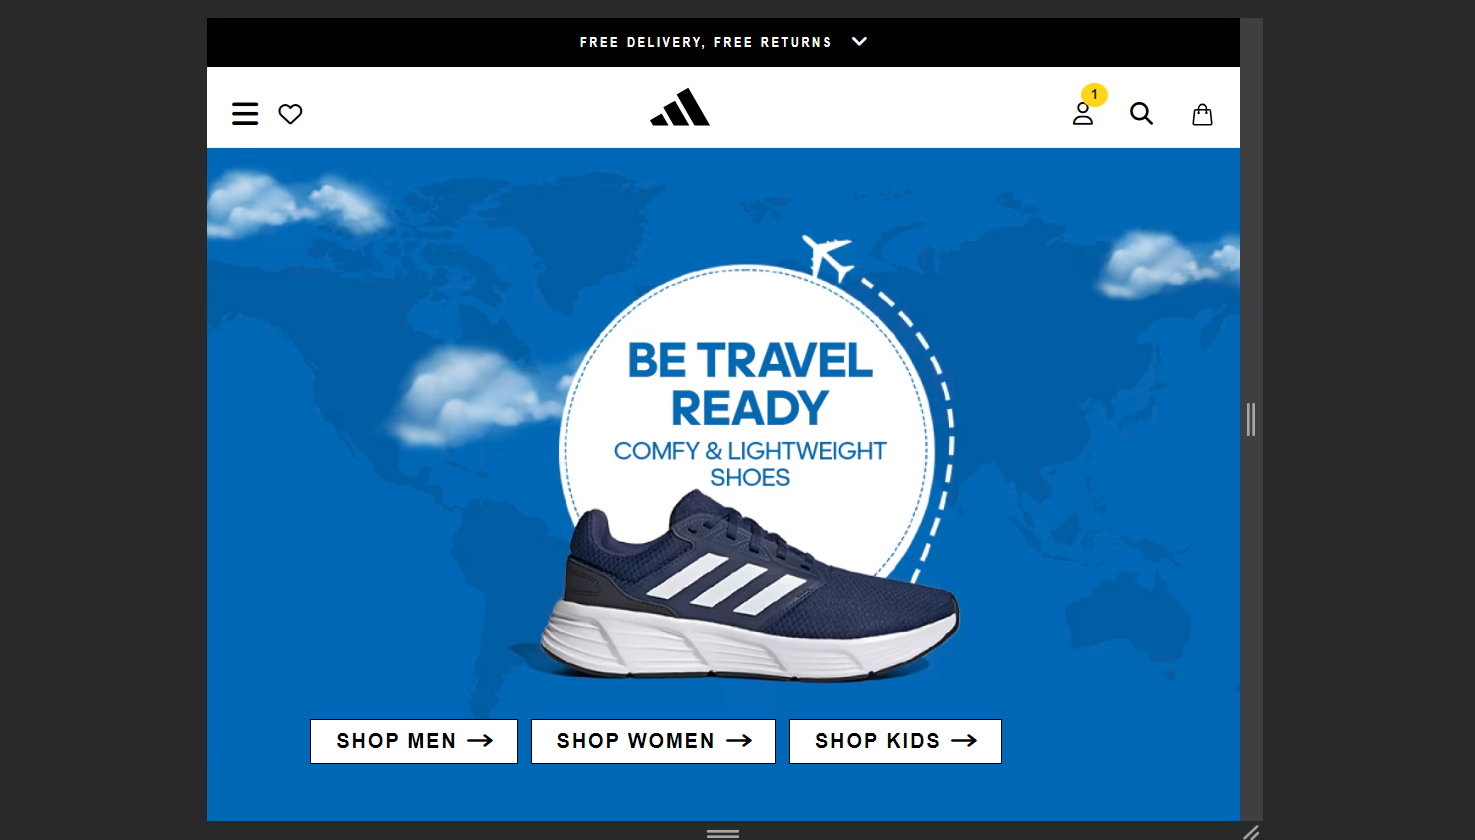 FREE DELIVERY, FREE RETURNS
1
BE TRAVEL
READY
COMFY & LIGHTWEIGHT
SHOES
SHOP MEN
SHOP WOMEN
SHOP KIDS